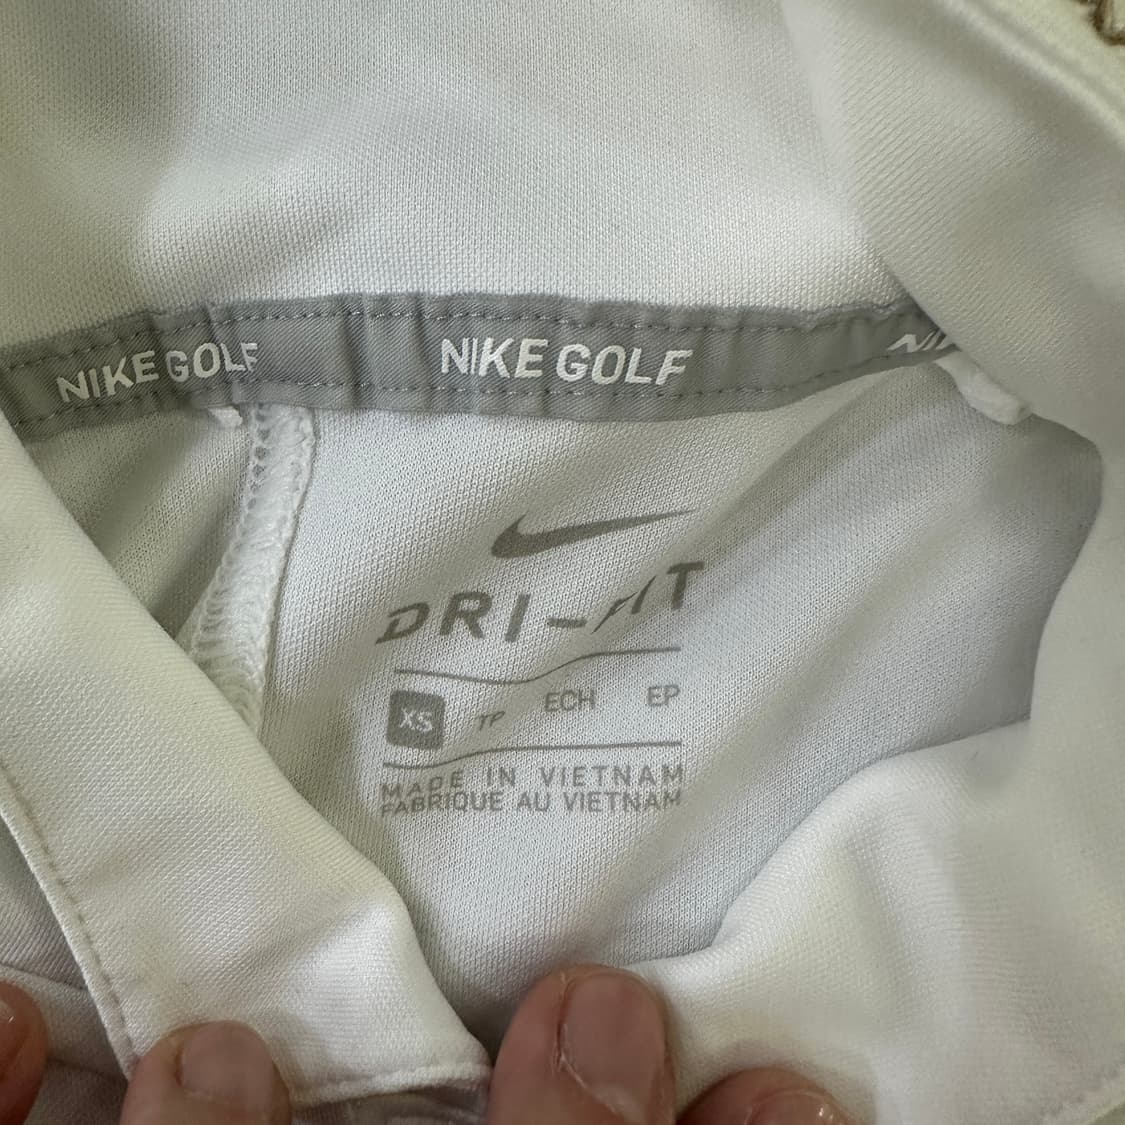 NIKE GOLF NIKE GOLF
DRI-FIT
XS TP ECH EP
MADE IN VIETNAM
FABRIQUE AU VIETNAM